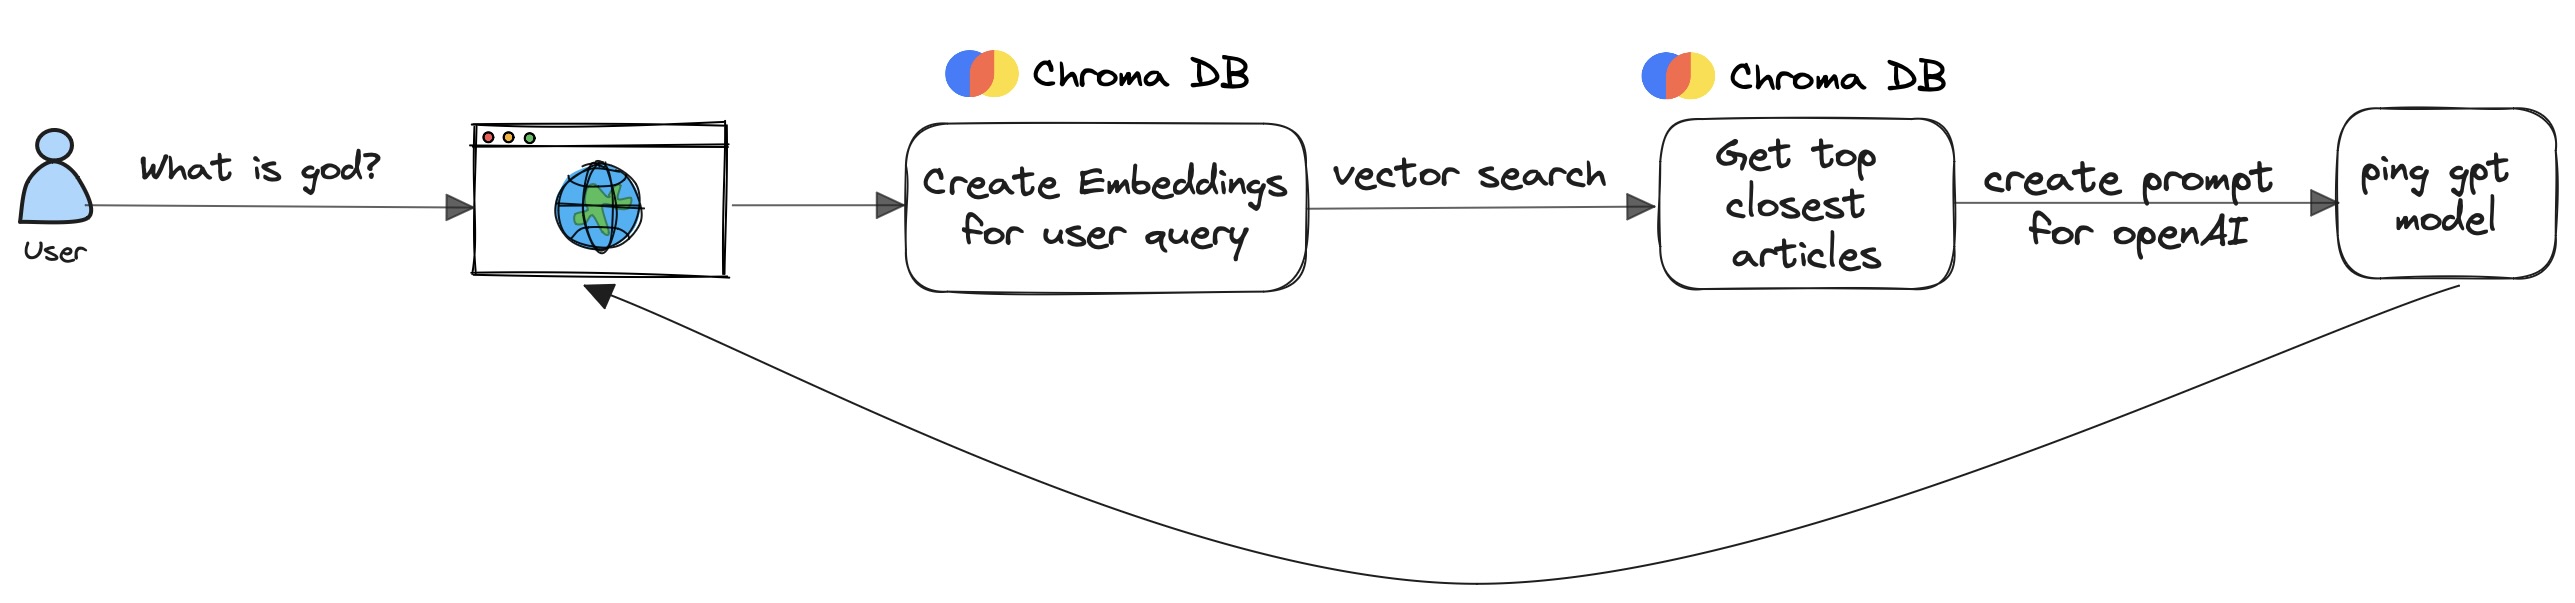 User
What is god?
Chroma DB
Create Embeddings
for user query
vector search
Chroma DB
Get top
closest
articles
create prompt
for openAI
ping gpt
model